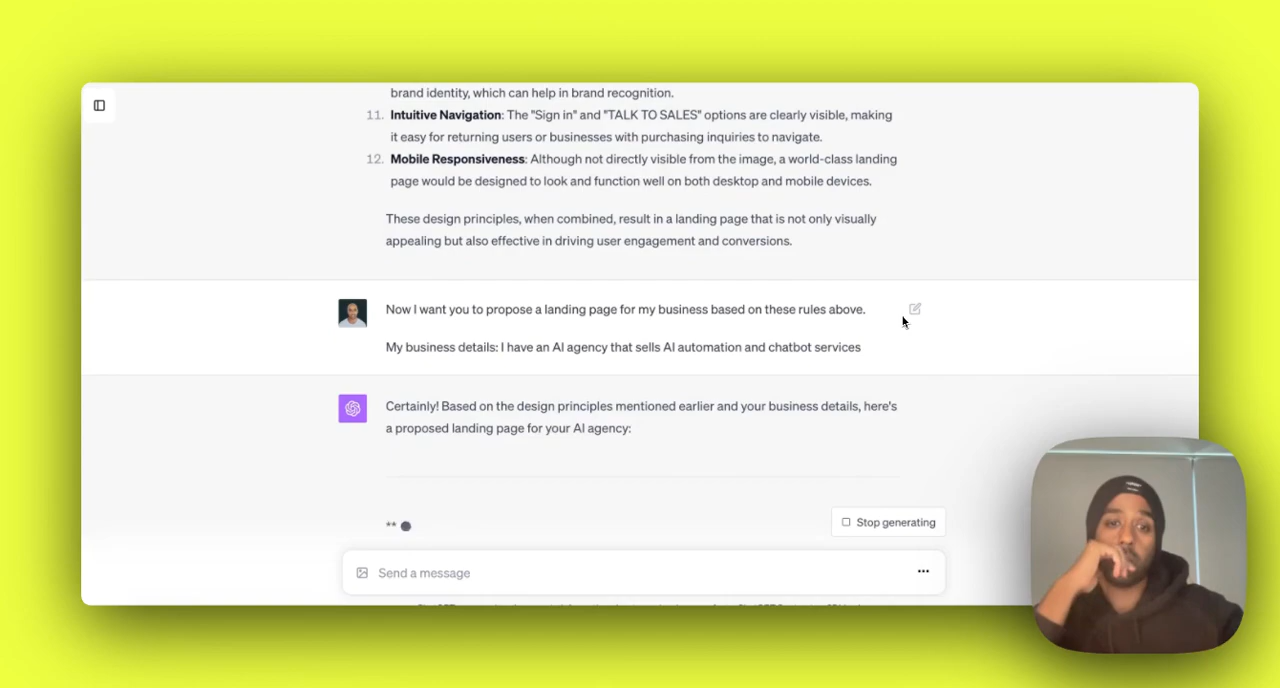 brand identity, which can help in brand recognition.
11. Intuitive Navigation: The "Sign in" and "TALK TO SALES" options are clearly visible, making
it easy for returning users or businesses with purchasing inquiries to navigate.
12. Mobile Responsiveness: Although not directly visible from the image, a world-class landing
page would be designed to look and function well on both desktop and mobile devices.
These design principles, when combined, result in a landing page that is not only visually
appealing but also effective in driving user engagement and conversions.
Now I want you to propose a landing page for my business based on these rules above.
My business details: I have an AI agency that sells AI automation and chatbot services
Certainly! Based on the design principles mentioned earlier and your business details, here's
a proposed landing page for your AI agency:
**
Stop generating
Send a message